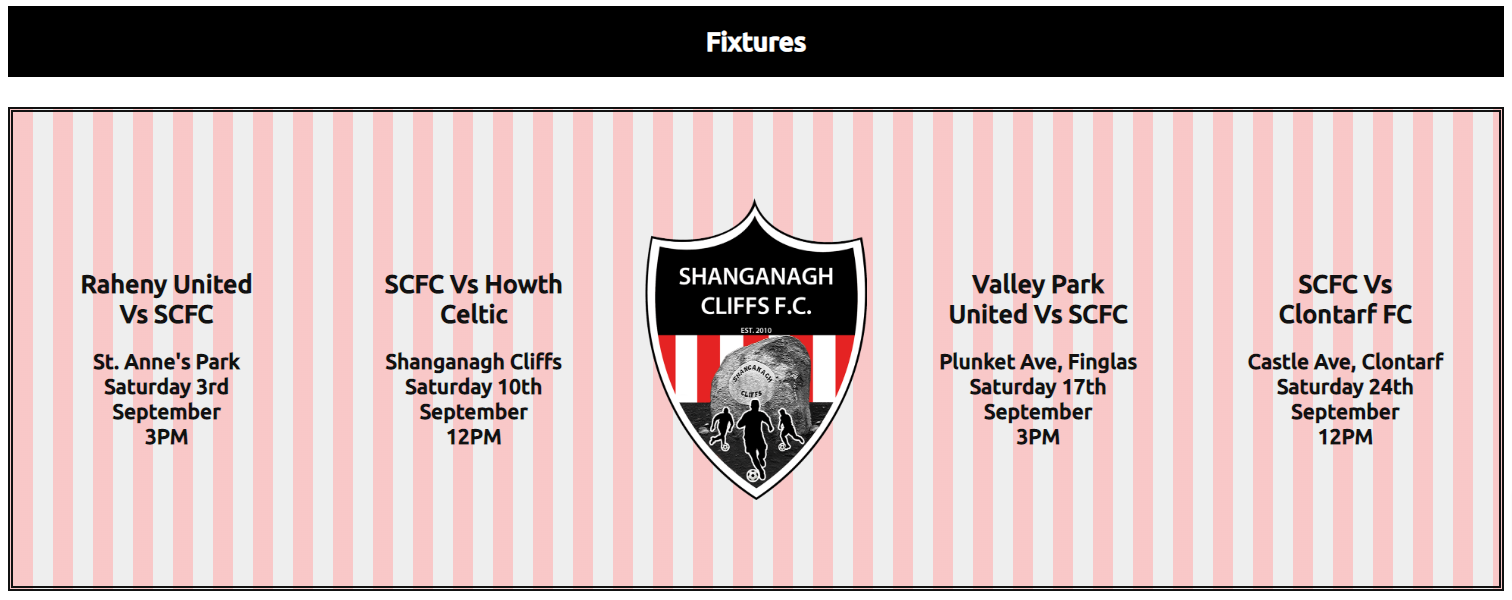 Fixtures
Raheny United
Vs SCFC
St. Anne's Park
Saturday 3rd
September
3PM
SCFC Vs Howth
Celtic
Shanganagh Cliffs
Saturday 10th
September
12PM
SHANGANAGH
CLIFFS F.C.
EST. 2010
SHANGANAGH
CLIFFS
Valley Park
United Vs SCFC
Plunket Ave, Finglas
Saturday 17th
September
3PM
SCFC Vs
Clontarf FC
Castle Ave, Clontarf
Saturday 24th
September
12PM